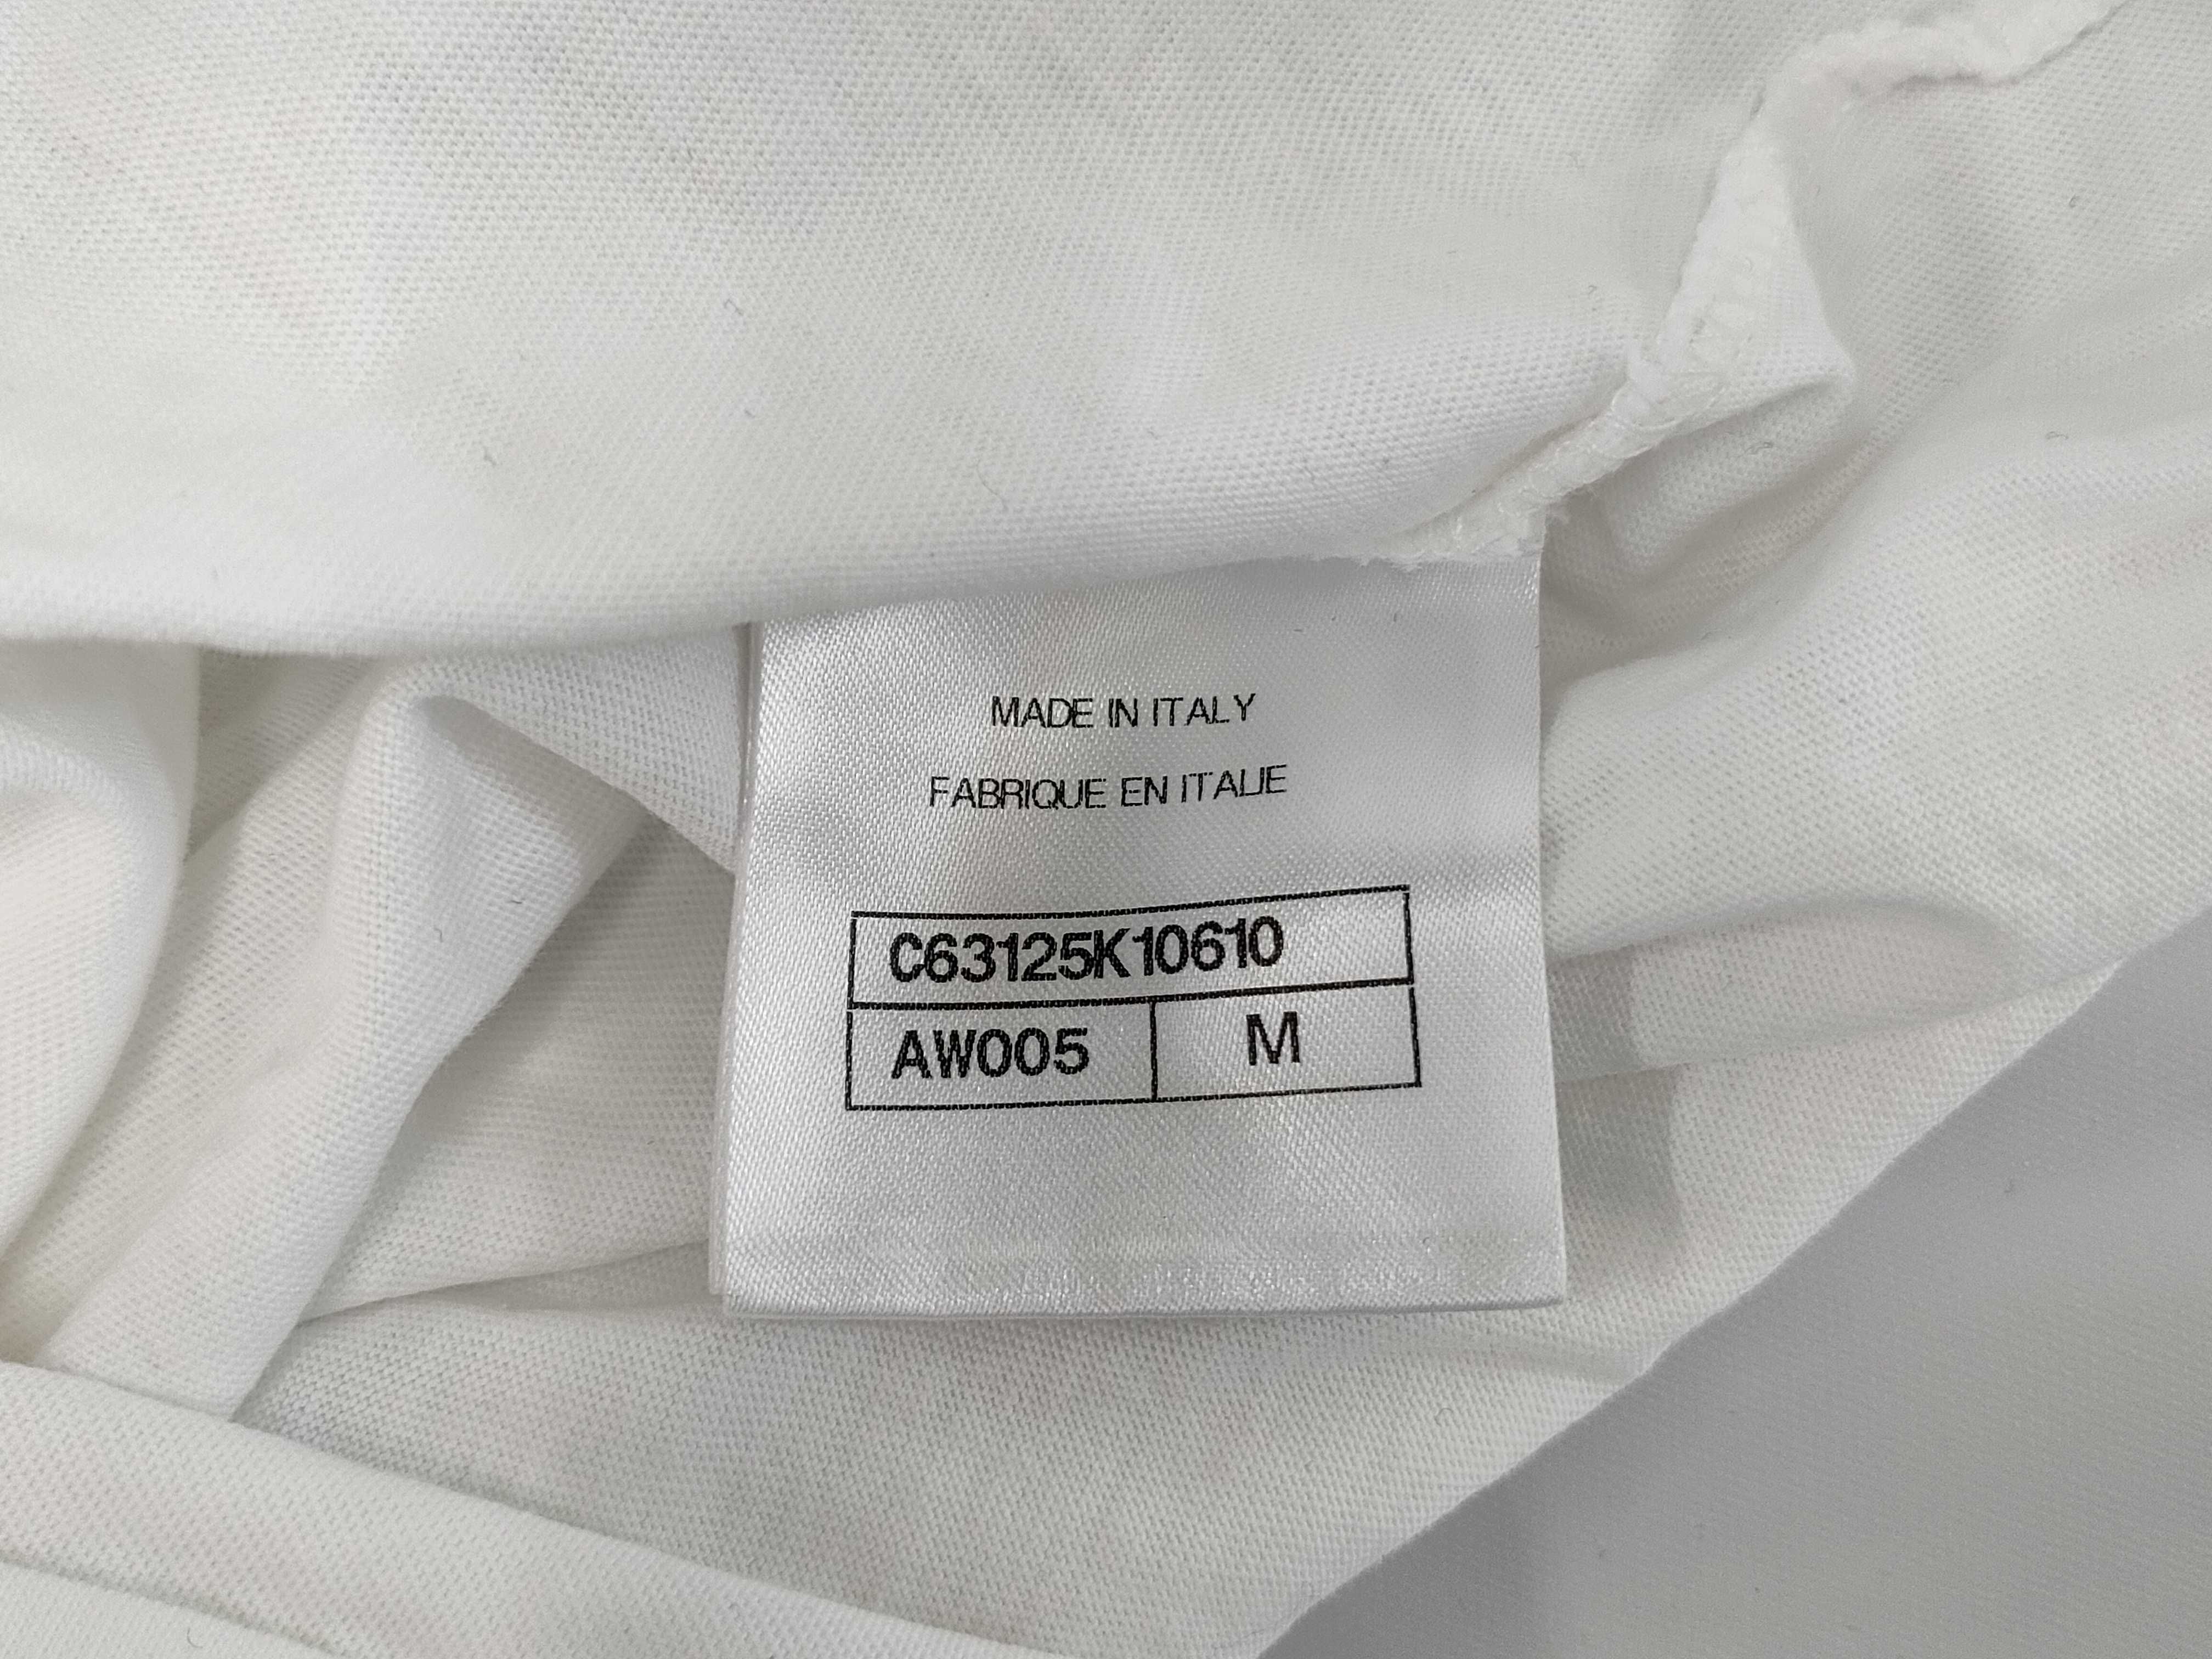 MADE IN ITALY
FABRIQUE EN ITALIE
C63125K10610
AW005 M